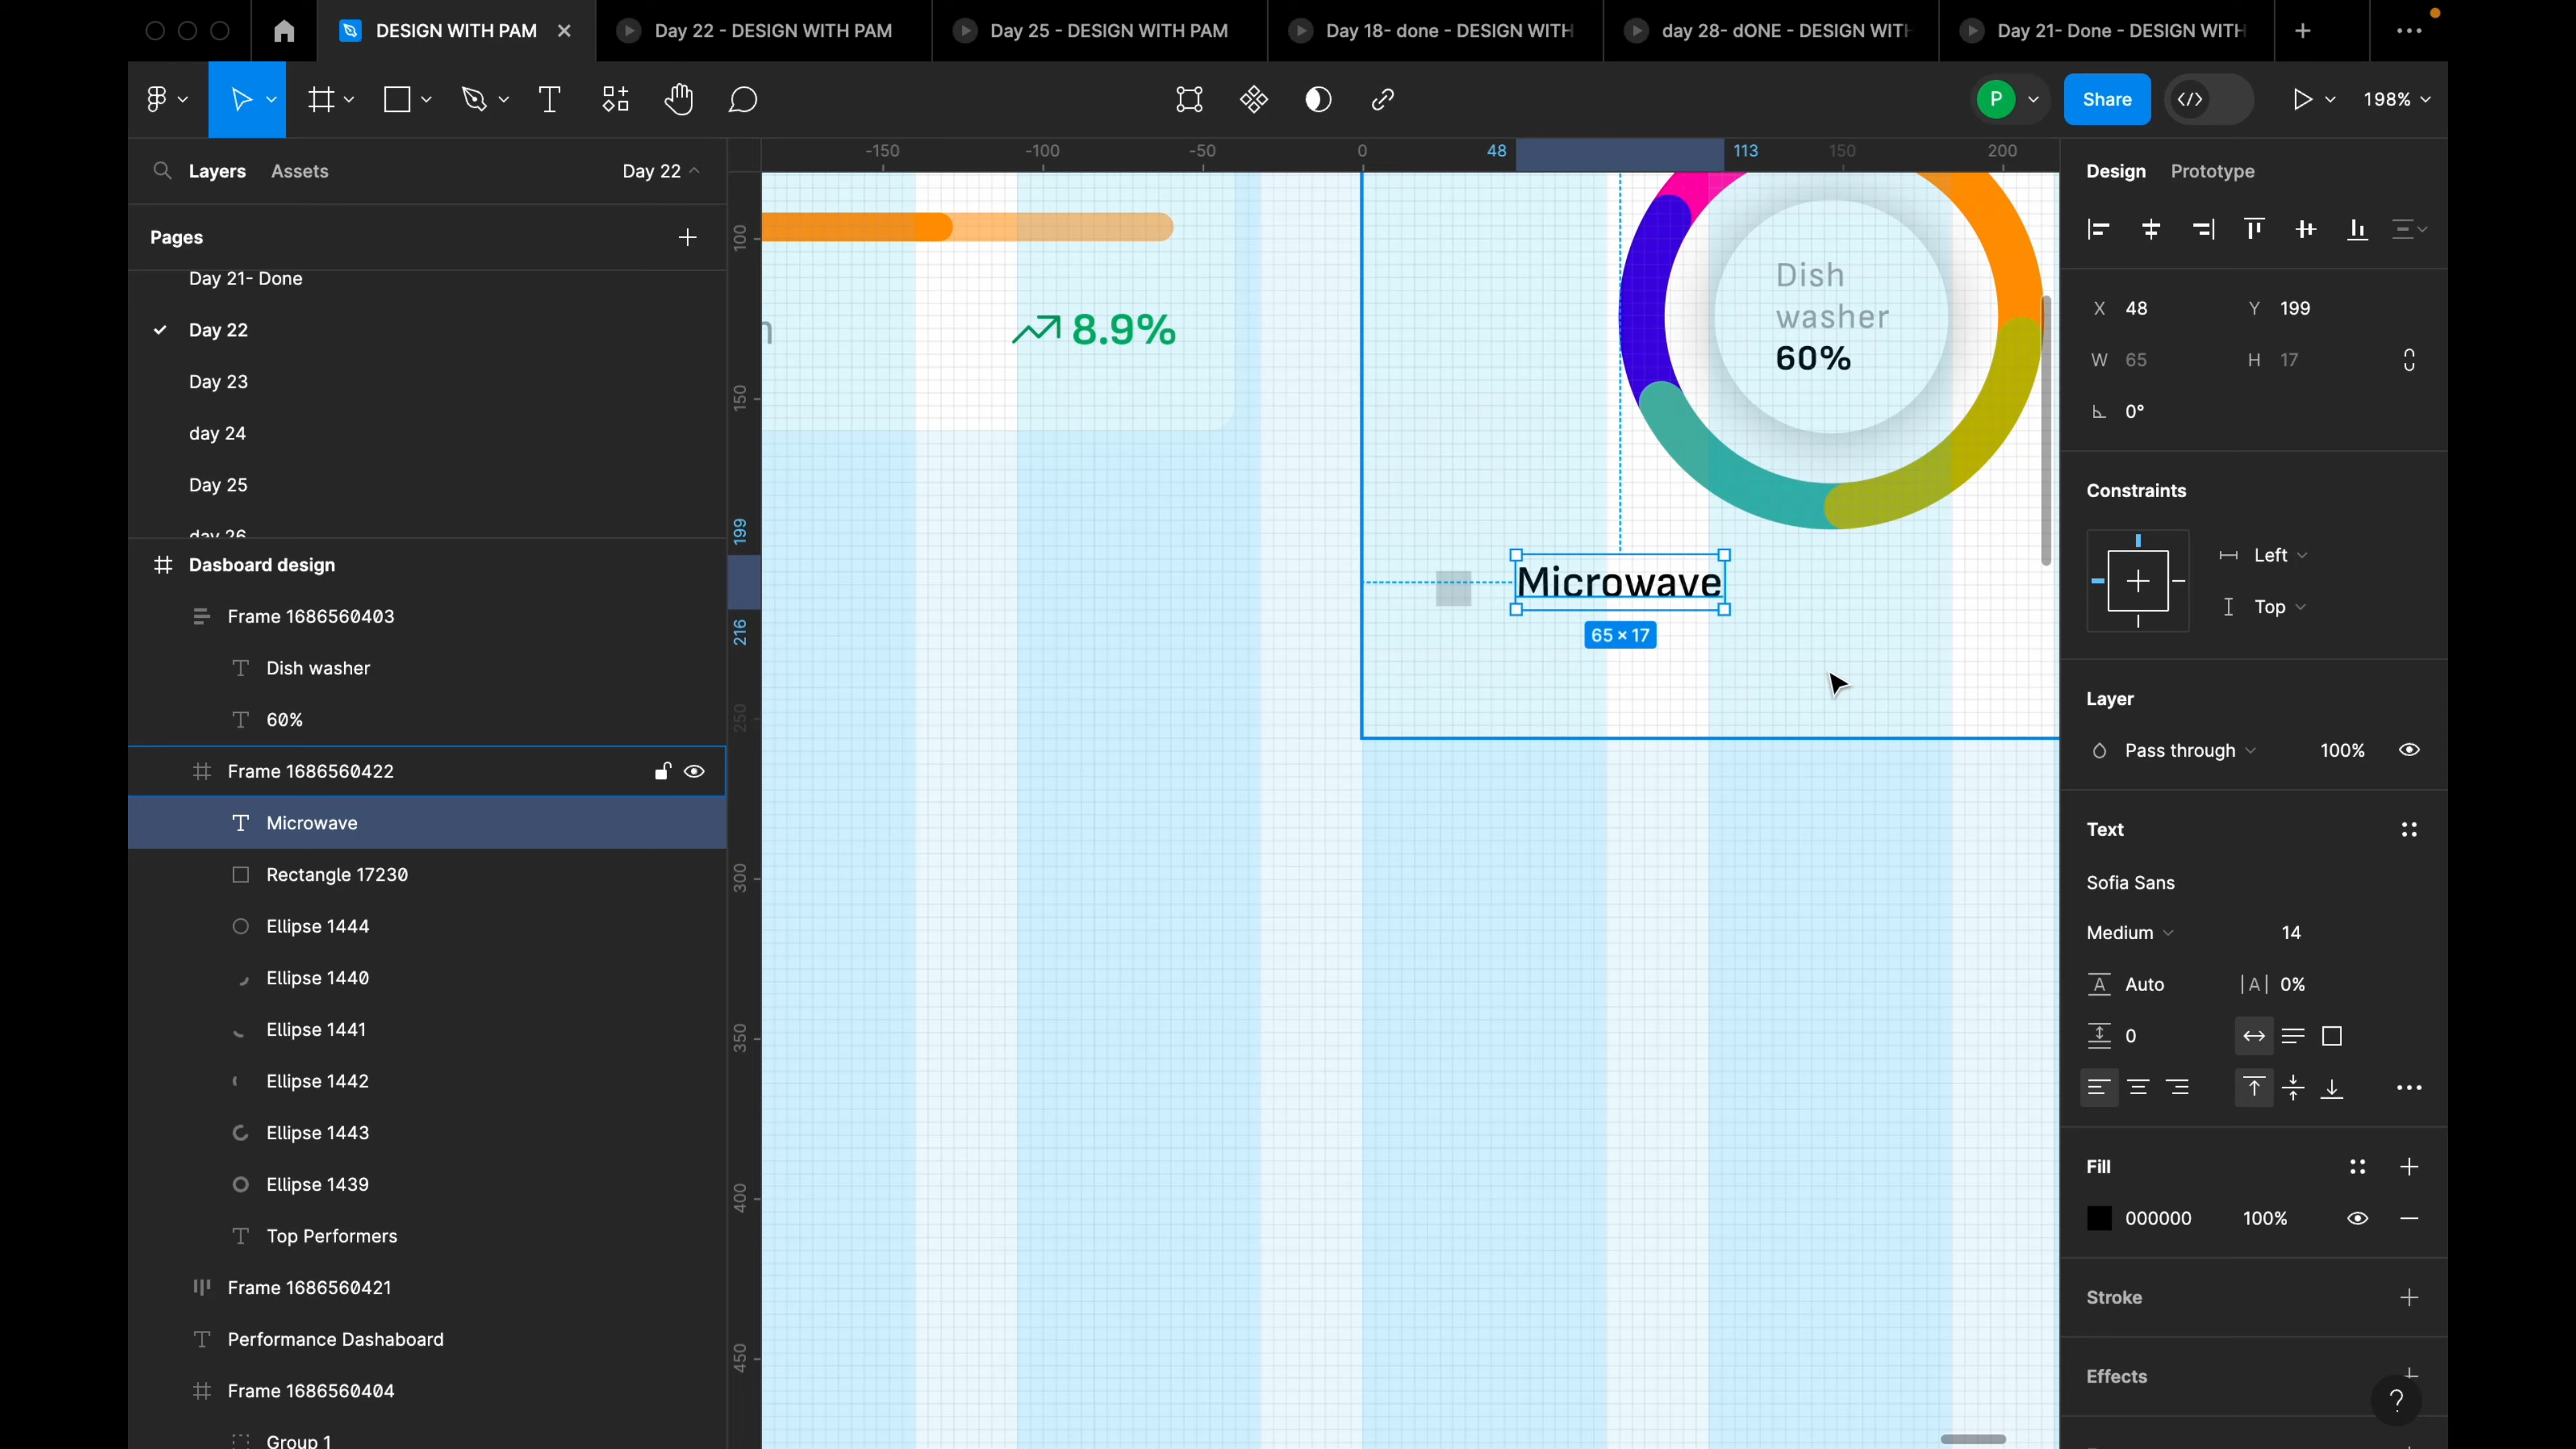 DESIGN WITH PAM
Day 22 - DESIGN WITH PAM
Day 25 - DESIGN WITH PAM
Day 18- done - DESIGN WITH
day 28- dONE - DESIGN WITH
Day 21- Done - DESIGN WITH
P
Share
198%
Layers
Assets
Day 22
Pages
Day 21- Done
Day 22
Day 23
day 24
Day 25
day 26
Dasboard design
Frame 1686560403
Dish washer
60%
Frame 1686560422
Microwave
Rectangle 17230
Ellipse 1444
Ellipse 1440
Ellipse 1441
Ellipse 1442
Ellipse 1443
Ellipse 1439
Top Performers
Frame 1686560421
Performance Dashaboard
Frame 1686560404
Group 1
-150
-100
-50
0
48
113
150
200
100
150
199
216
250
300
350
400
450
8.9%
Dish
washer
60%
Microwave
65 × 17
Design
Prototype
X 48
Y 199
W 65
H 17
0°
Constraints
Left
Top
Layer
Pass through
100%
Text
Sofia Sans
Medium
14
Auto
|A| 0%
0
Fill
000000
100%
Stroke
Effects
?